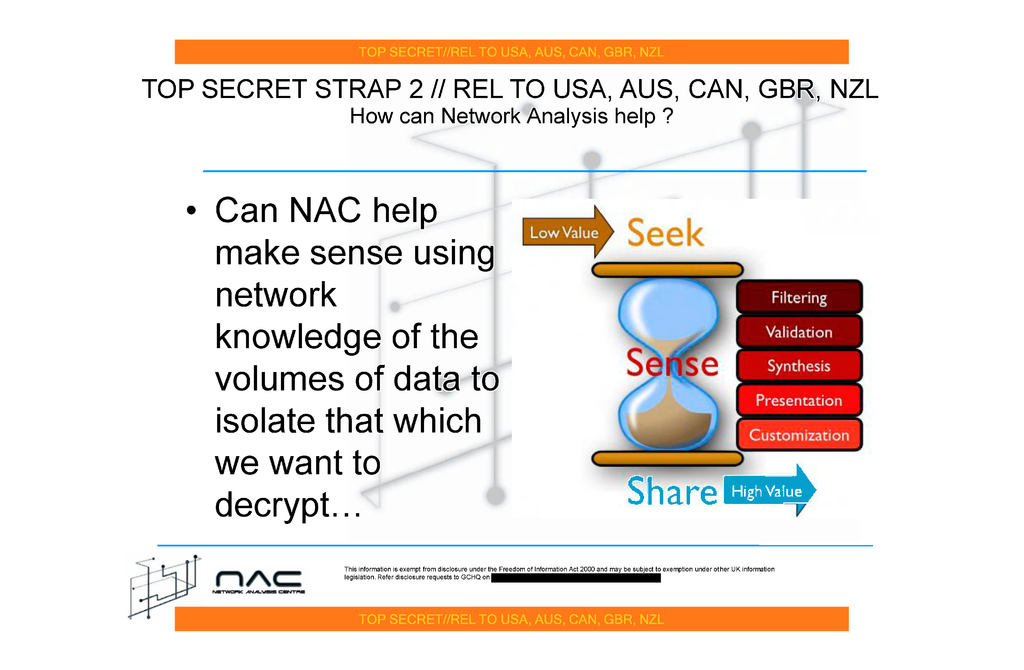 TOP SECRET//REL TO USA, AUS, CAN, GBR, NZL
TOP SECRET STRAP 2 // REL TO USA, AUS, CAN, GBR, NZL
How can Network Analysis help ?
• Can NAC help
make sense using
network
knowledge of the
volumes of data to
isolate that which
we want to
decrypt…
Low Value
Seek
Filtering
Validation
Sense
Synthesis
Presentation
Customization
Share
High Value
NAC
NETWORK ANALYSIS CENTRE
This information is exempt from disclosure under the Freedom of Information Act 2000 and may be subject to exemption under other UK information
legislation. Refer disclosure requests to GCHQ on
TOP SECRET//REL TO USA, AUS, CAN, GBR, NZL